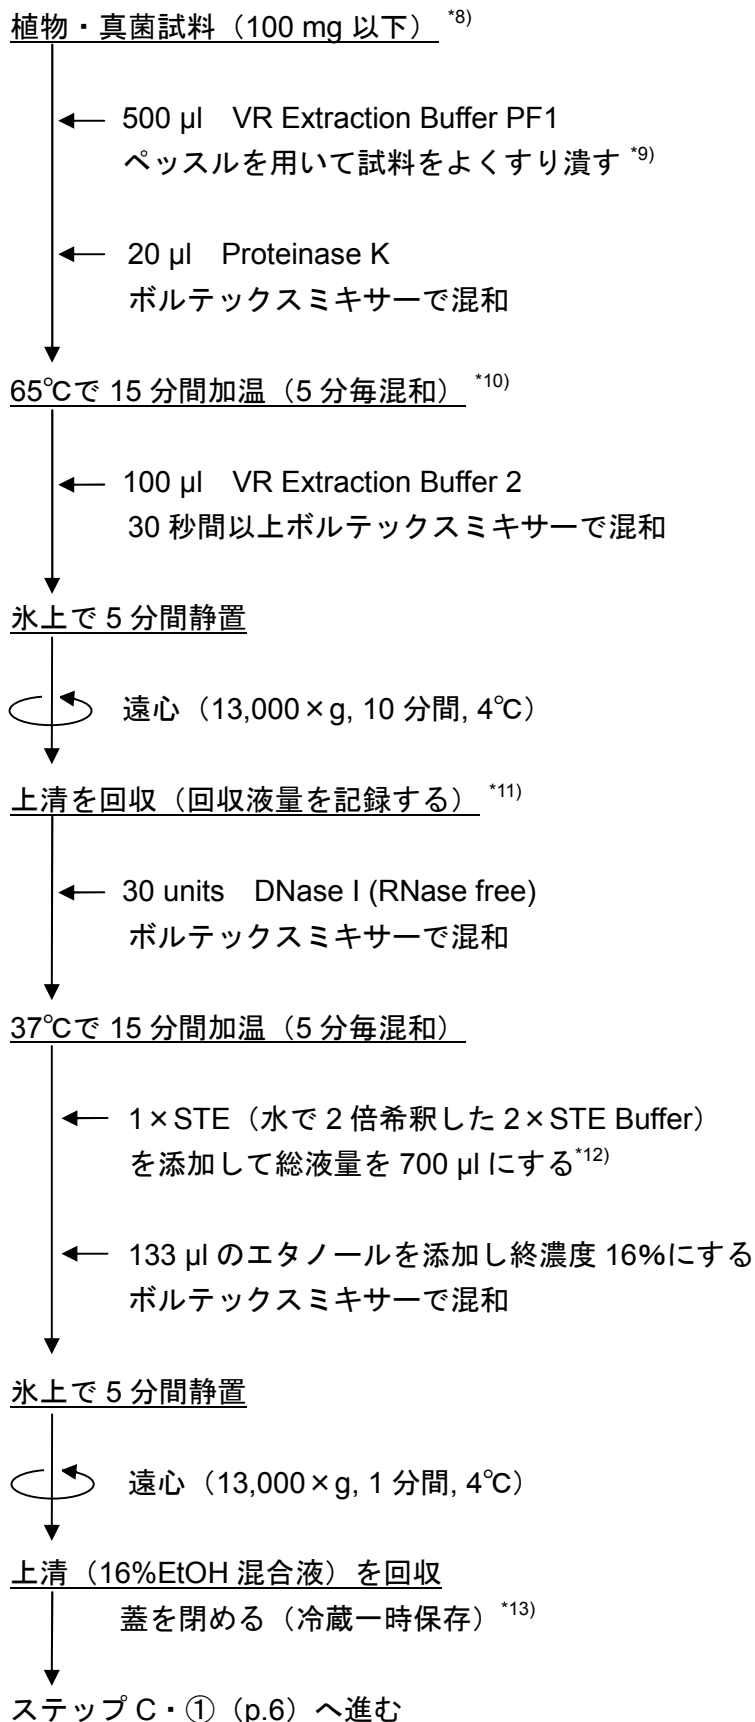 植物・真菌試料（100 mg 以下） *8)
500 µl　VR Extraction Buffer PF1
ペッスルを用いて試料をよくすり潰す *9)
20 µl　Proteinase K
ボルテックスミキサーで混和
65℃で 15 分間加温（5 分毎混和） *10)
100 µl　VR Extraction Buffer 2
30 秒間以上ボルテックスミキサーで混和
氷上で 5 分間静置
遠心（13,000×g, 10 分間, 4℃）
上清を回収（回収液量を記録する） *11)
30 units　DNase I (RNase free)
ボルテックスミキサーで混和
37℃で 15 分間加温（5 分毎混和）
1×STE（水で 2 倍希釈した 2×STE Buffer）
を添加して総液量を 700 µl にする*12)
133 µl のエタノールを添加し終濃度 16%にする
ボルテックスミキサーで混和
氷上で 5 分間静置
遠心（13,000×g, 1 分間, 4℃）
上清（16%EtOH 混合液）を回収
蓋を閉める（冷蔵一時保存） *13)
ステップ C・①（p.6）へ進む